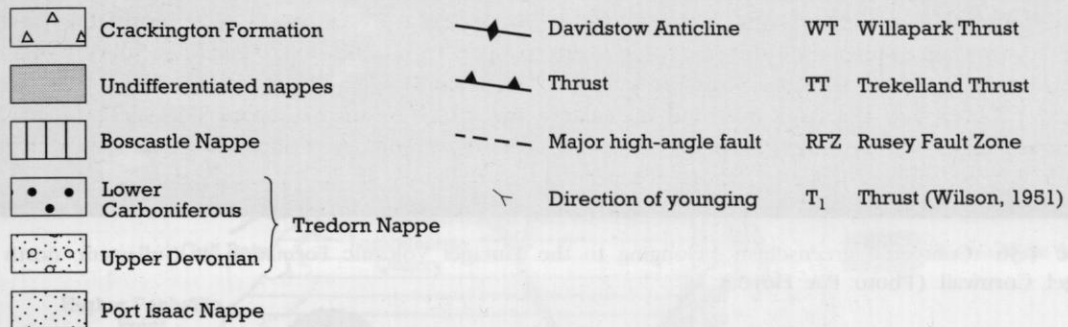 Crackington Formation
Undifferentiated nappes
Boscastle Nappe
Lower
Carboniferous
Upper Devonian
Tredorn Nappe
Port Isaac Nappe
Davidstow Anticline
Thrust
Major high-angle fault
Direction of younging
WT Willapark Thrust
TT Trekelland Thrust
RFZ Rusey Fault Zone
T₁ Thrust (Wilson, 1951)